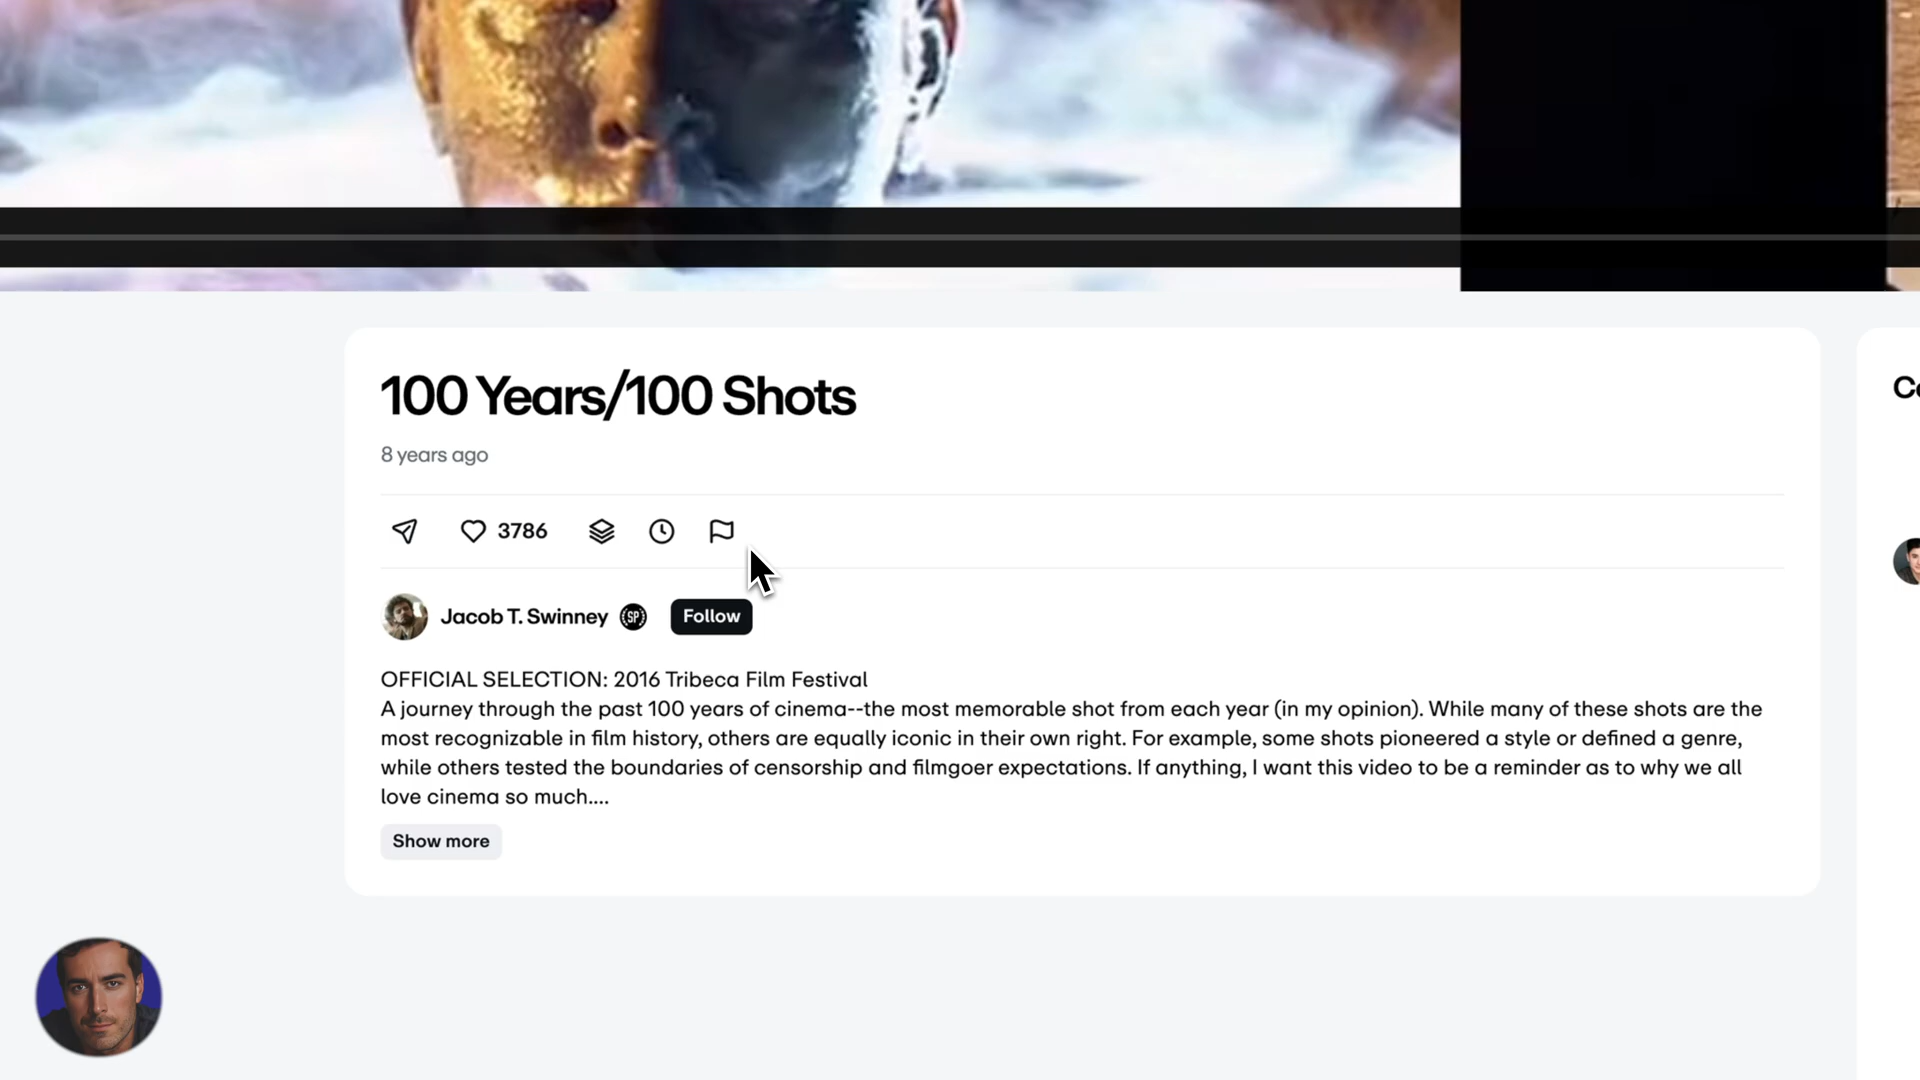 100 Years/100 Shots
8 years ago
3786
Jacob T. Swinney SP Follow
OFFICIAL SELECTION: 2016 Tribeca Film Festival
A journey through the past 100 years of cinema--the most memorable shot from each year (in my opinion). While many of these shots are the
most recognizable in film history, others are equally iconic in their own right. For example, some shots pioneered a style or defined a genre,
while others tested the boundaries of censorship and filmgoer expectations. If anything, I want this video to be a reminder as to why we all
love cinema so much....
Show more